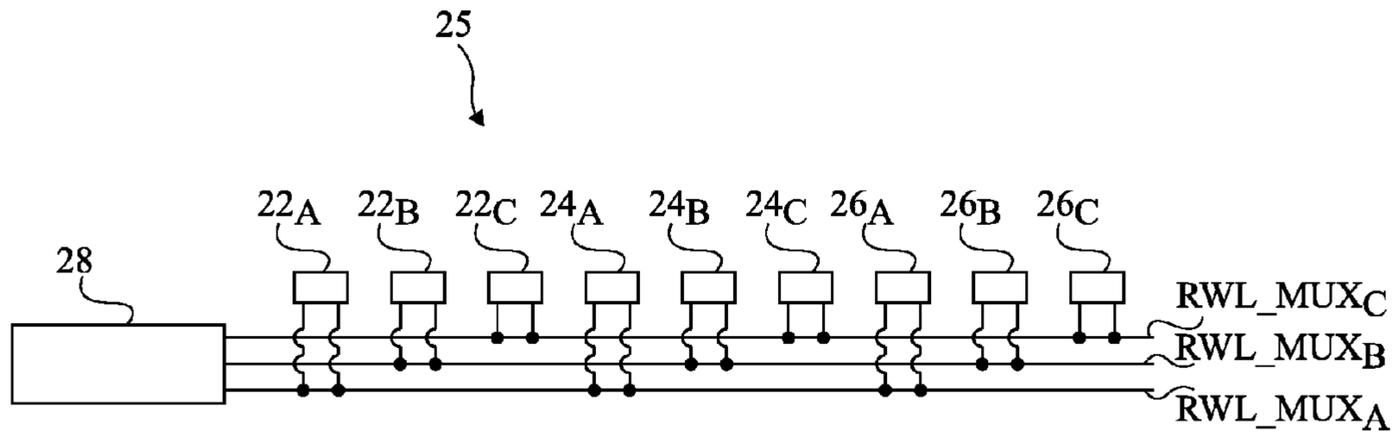 25
22A 22B 22C 24A 24B 24C 26A 26B 26C
28
RWL_MUXC
RWL_MUXB
RWL_MUXA